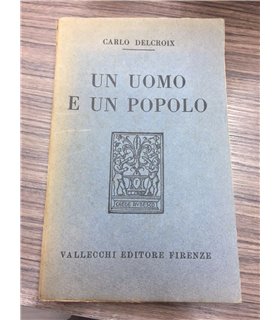 CARLO DELCROIX
UN UOMO
E UN POPOLO
VALLECCHI EDITORE FIRENZE